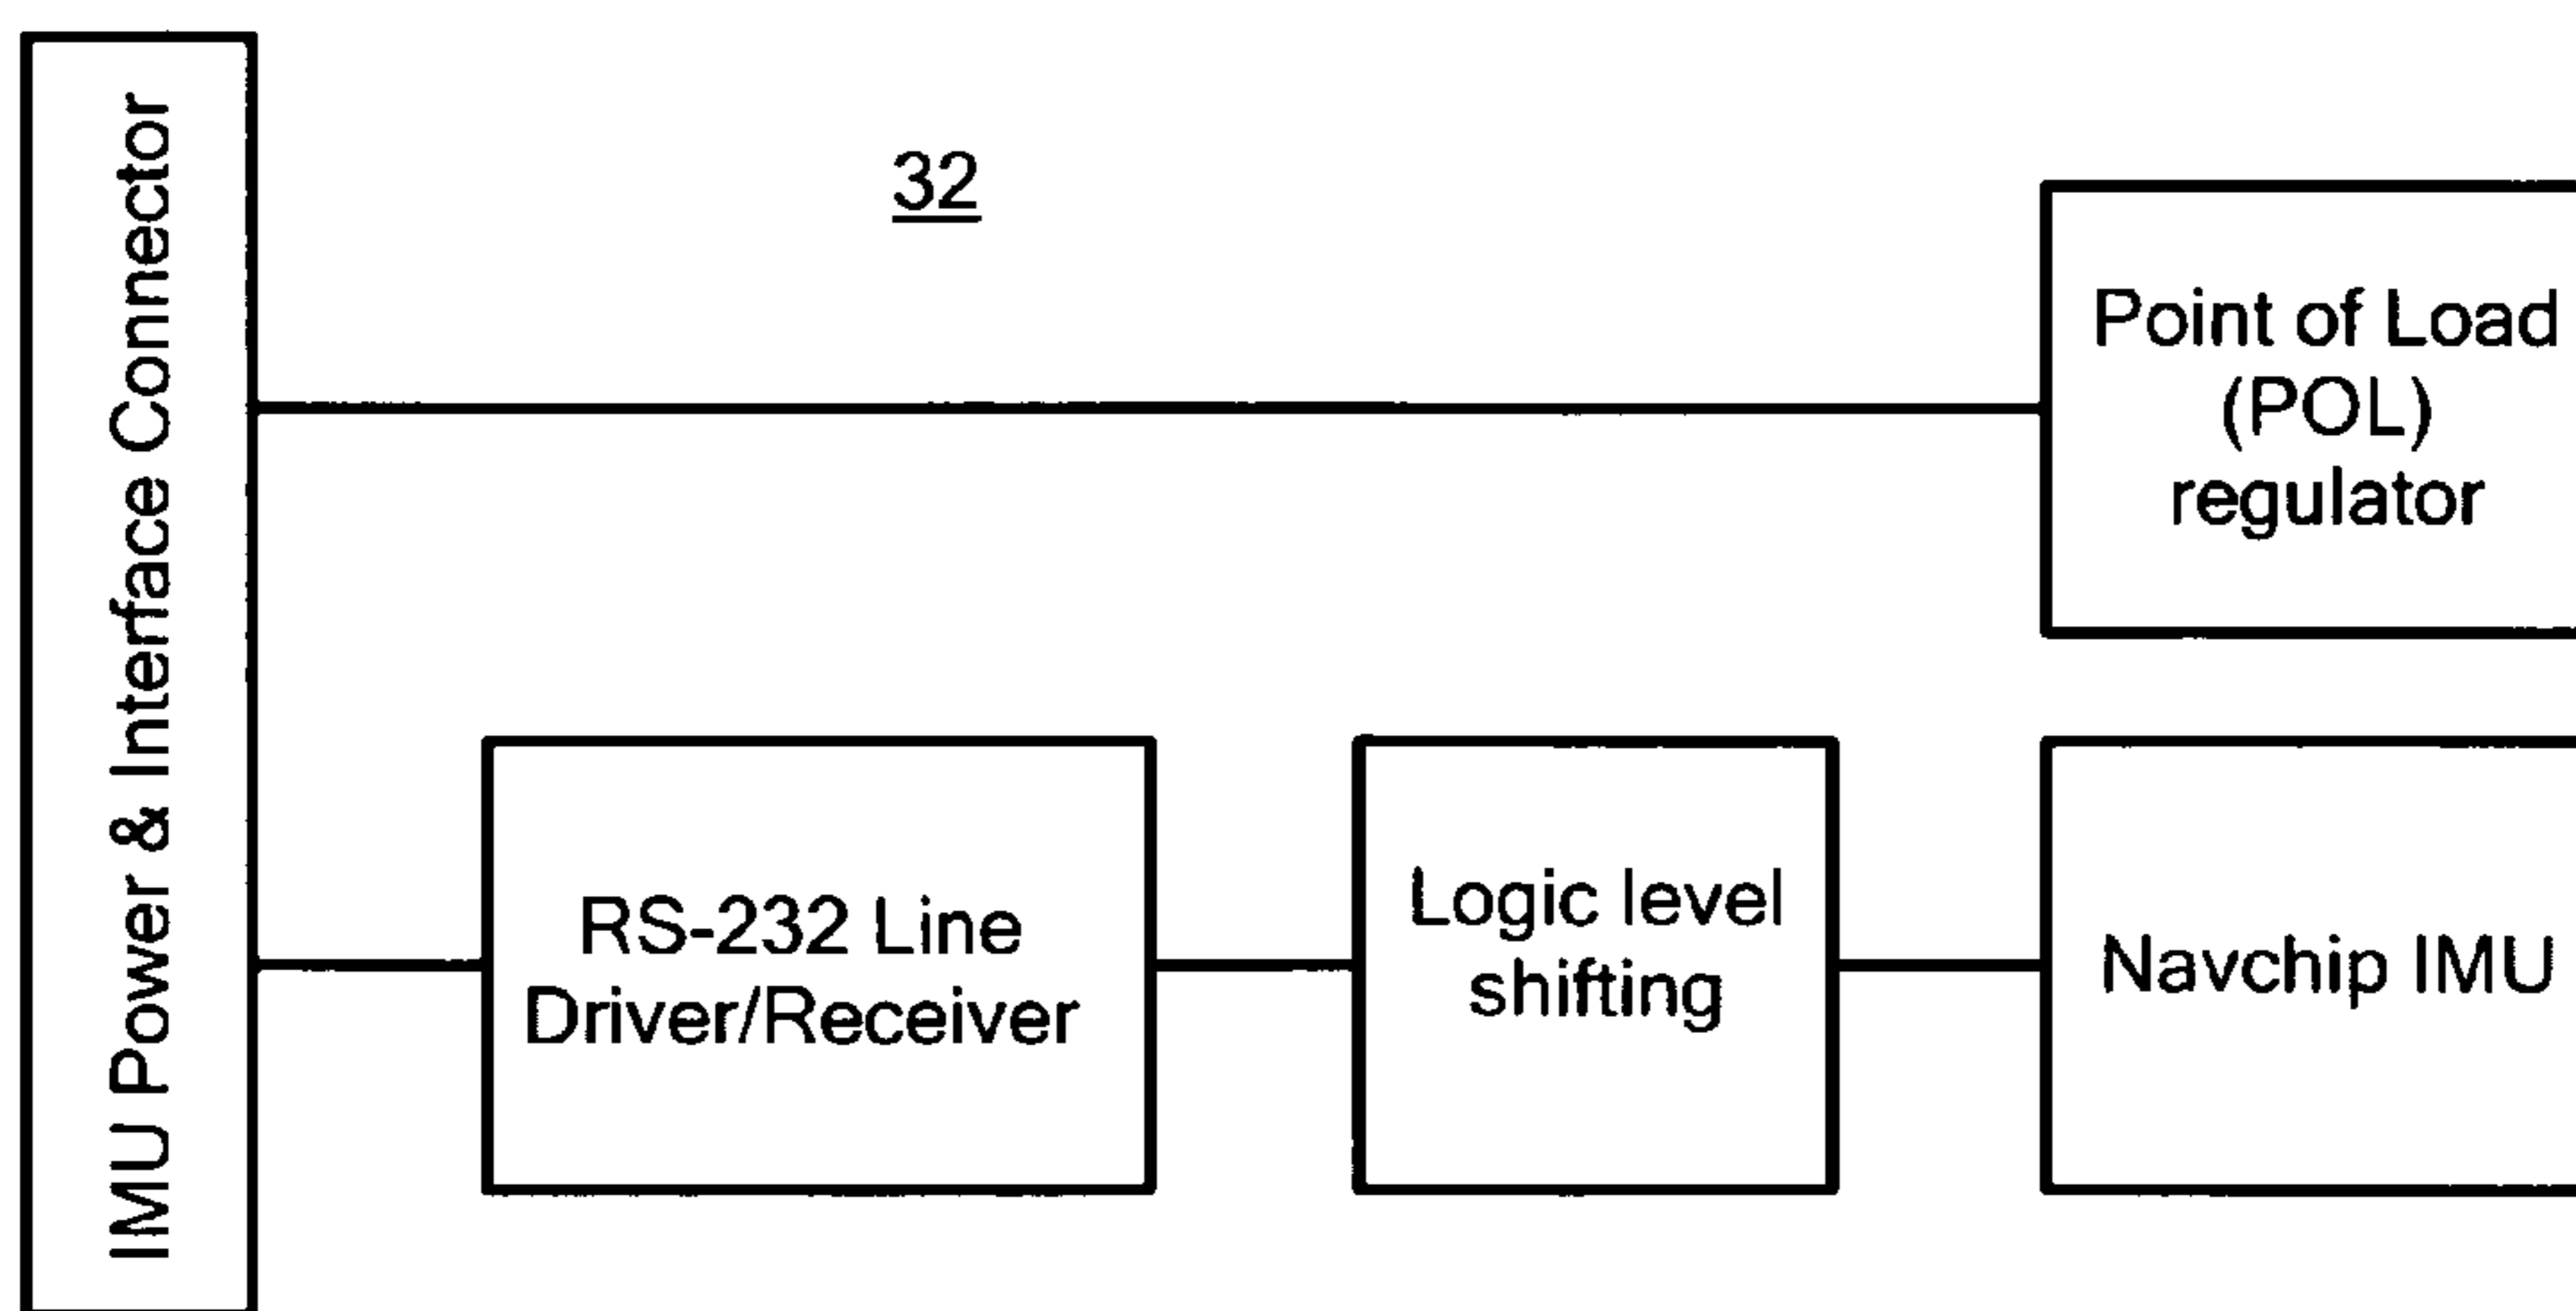 IMU Power & Interface Connector
32
Point of Load
(POL)
regulator
RS-232 Line
Driver/Receiver
Logic level
shifting
Navchip IMU